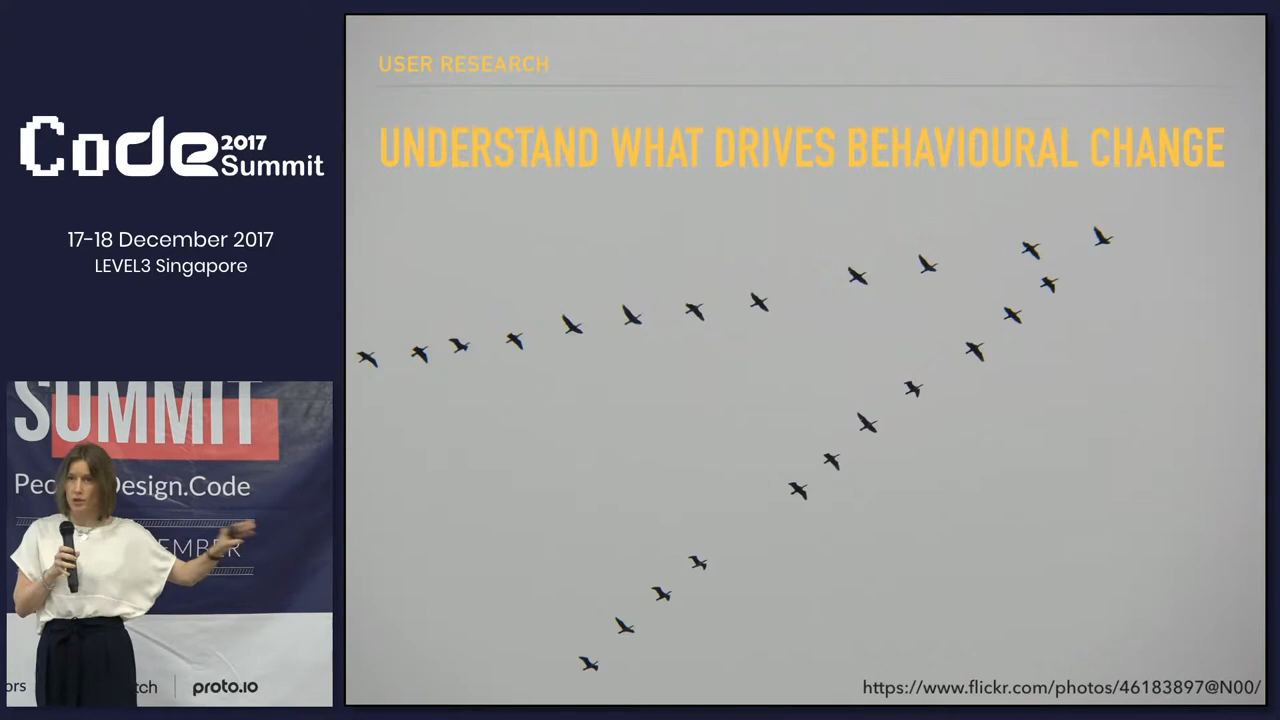 Code 2017 Summit
17-18 December 2017
LEVEL3 Singapore
USER RESEARCH
UNDERSTAND WHAT DRIVES BEHAVIOURAL CHANGE
SUMMIT
Design.Code
EMBER
proto.io
https://www.flickr.com/photos/46183897@N00/